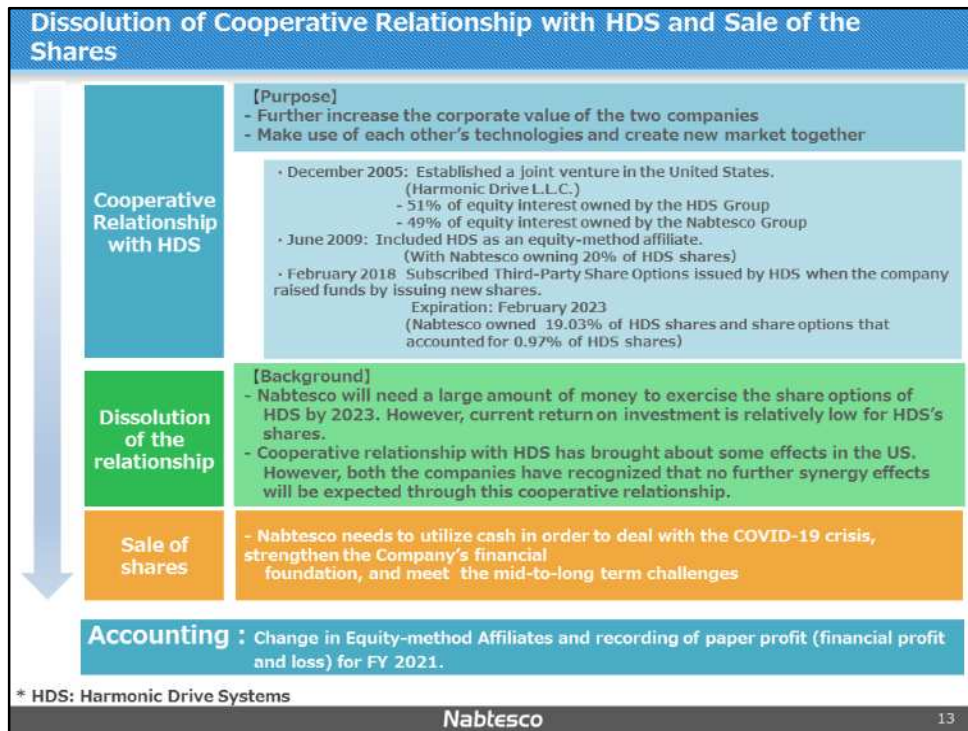 Dissolution of Cooperative Relationship with HDS and Sale of the
Shares
Cooperative
Relationship
with HDS
【Purpose】
- Further increase the corporate value of the two companies
- Make use of each other's technologies and create new market together
・December 2005: Established a joint venture in the United States.
(Harmonic Drive L.L.C.)
- 51% of equity interest owned by the HDS Group
- 49% of equity interest owned by the Nabtesco Group
・June 2009: Included HDS as an equity-method affiliate.
(With Nabtesco owning 20% of HDS shares)
・February 2018 Subscribed Third-Party Share Options issued by HDS when the company
raised funds by issuing new shares.
Expiration: February 2023
(Nabtesco owned 19.03% of HDS shares and share options that
accounted for 0.97% of HDS shares)
Dissolution
of the
relationship
【Background】
- Nabtesco will need a large amount of money to exercise the share options of
HDS by 2023. However, current return on investment is relatively low for HDS's
shares.
- Cooperative relationship with HDS has brought about some effects in the US.
However, both the companies have recognized that no further synergy effects
will be expected through this cooperative relationship.
Sale of
shares
- Nabtesco needs to utilize cash in order to deal with the COVID-19 crisis,
strengthen the Company's financial
foundation, and meet the mid-to-long term challenges
Accounting : Change in Equity-method Affiliates and recording of paper profit (financial profit
and loss) for FY 2021.
* HDS: Harmonic Drive Systems
Nabtesco
13